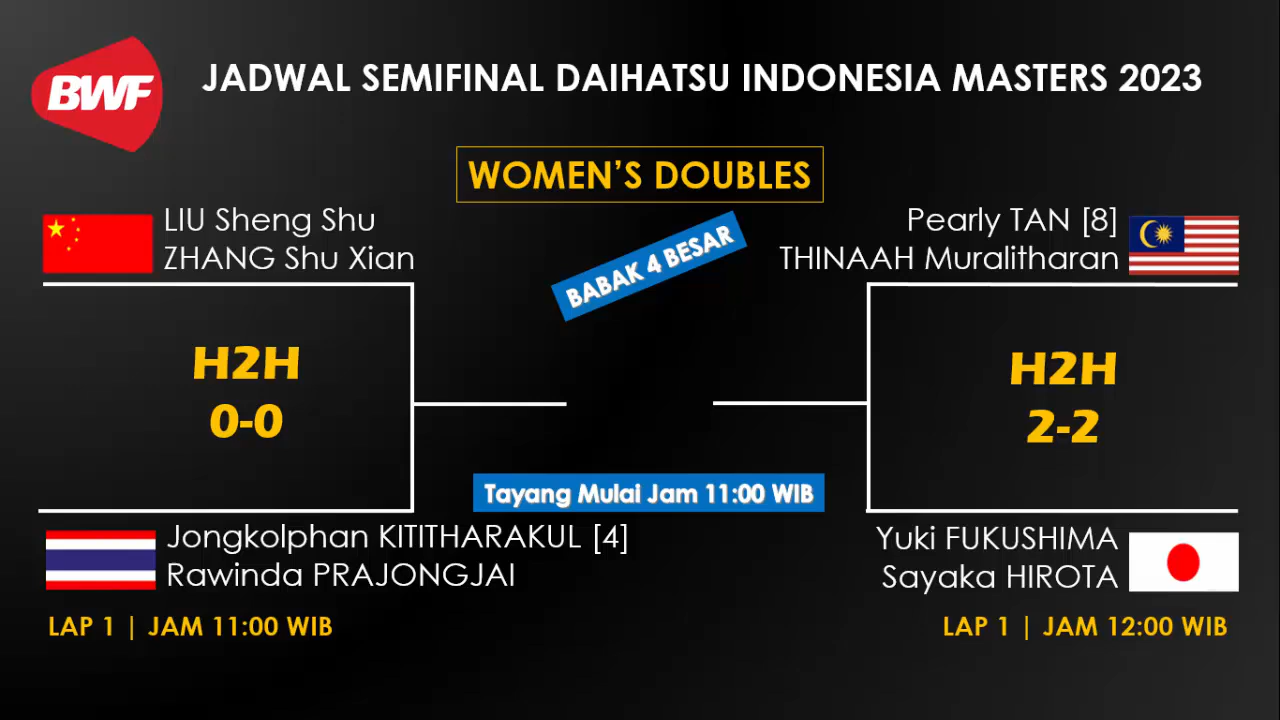 BWF
JADWAL SEMIFINAL DAIHATSU INDONESIA MASTERS 2023
WOMEN'S DOUBLES
BABAK 4 BESAR
LIU Sheng Shu
ZHANG Shu Xian
H2H
0-0
Jongkolphan KITITHARAKUL [4]
Rawinda PRAJONGJAI
LAP 1 | JAM 11:00 WIB
Tayang Mulai Jam 11:00 WIB
Pearly TAN [8]
THINAAH Muralitharan
H2H
2-2
Yuki FUKUSHIMA
Sayaka HIROTA
LAP 1 | JAM 12:00 WIB